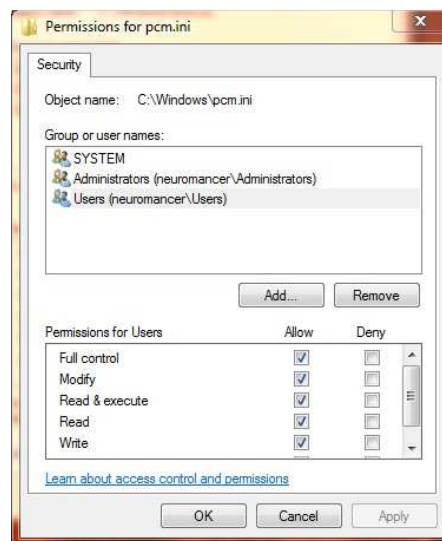 Permissions for pcm.ini
X
Security
Object name: C:\Windows\pcm.ini
Group or user names:
SYSTEM
Administrators (neuromancer\Administrators)
Users (neuromancer\Users)
Add... Remove
Permissions for Users Allow Deny
Full control
Modify
Read & execute
Read
Write
Learn about access control and permissions
OK Cancel Apply